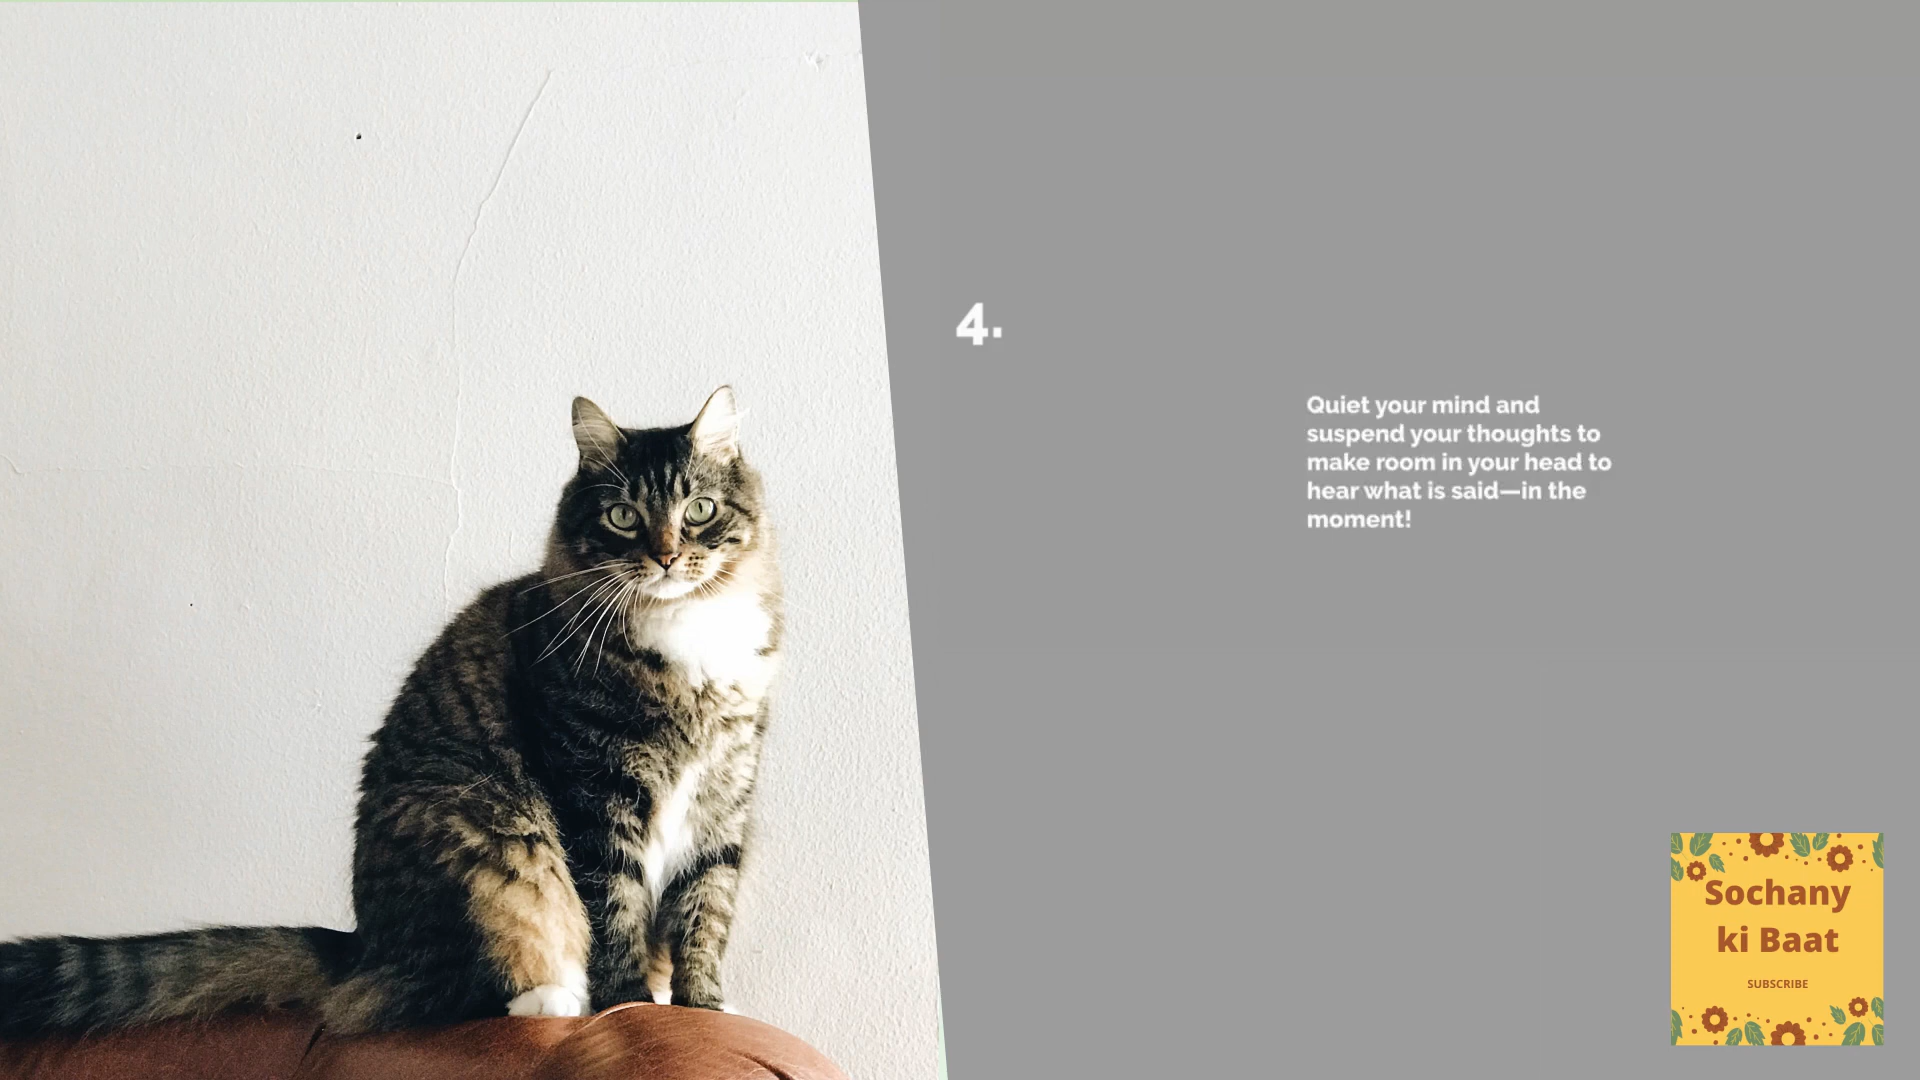 4.
Quiet your mind and
suspend your thoughts to
make room in your head to
hear what is said—in the
moment!
Sochany
ki Baat
SUBSCRIBE